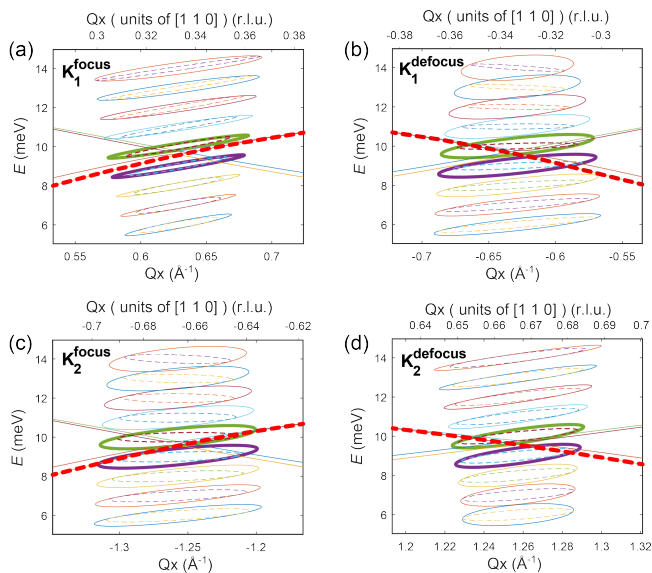 Qx ( units of [1 1 0] ) (r.l.u.)
0.3 0.32 0.34 0.36 0.38
(a) K₁ᶠᵒᶜᵘˢ
14
12
10
8
6
E (meV)
0.55 0.6 0.65 0.7
Qx (Å⁻¹)
Qx ( units of [1 1 0] ) (r.l.u.)
-0.38 -0.36 -0.34 -0.32 -0.3
(b) K₁ᵈᵉᶠᵒᶜᵘˢ
14
12
10
8
6
E (meV)
-0.7 -0.65 -0.6 -0.55
Qx (Å⁻¹)
Qx ( units of [1 1 0] ) (r.l.u.)
-0.7 -0.68 -0.66 -0.64 -0.62
(c) K₂ᶠᵒᶜᵘˢ
14
12
10
8
6
E (meV)
-1.3 -1.2
Qx (Å⁻¹)
Qx ( units of [1 1 0] ) (r.l.u.)
0.64 0.65 0.66 0.67 0.68 0.69 0.7
(d) K₂ᵈᵉᶠᵒᶜᵘˢ
14
12
10
8
6
E (meV)
1.2 1.22 1.24 1.26 1.28 1.3 1.32
Qx (Å⁻¹)